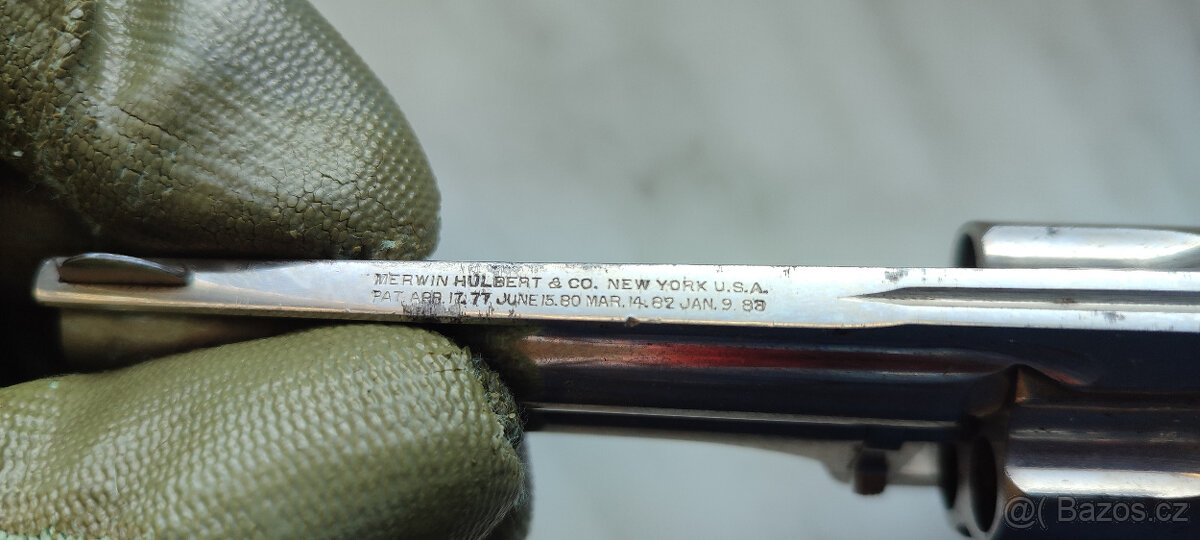 MERWIN HULBERT & CO. NEW YORK U.S.A.
PAT. APR. 17. 77. JUNE 15. 80 MAR. 14. 82 JAN. 9. 83
@( Bazos.cz